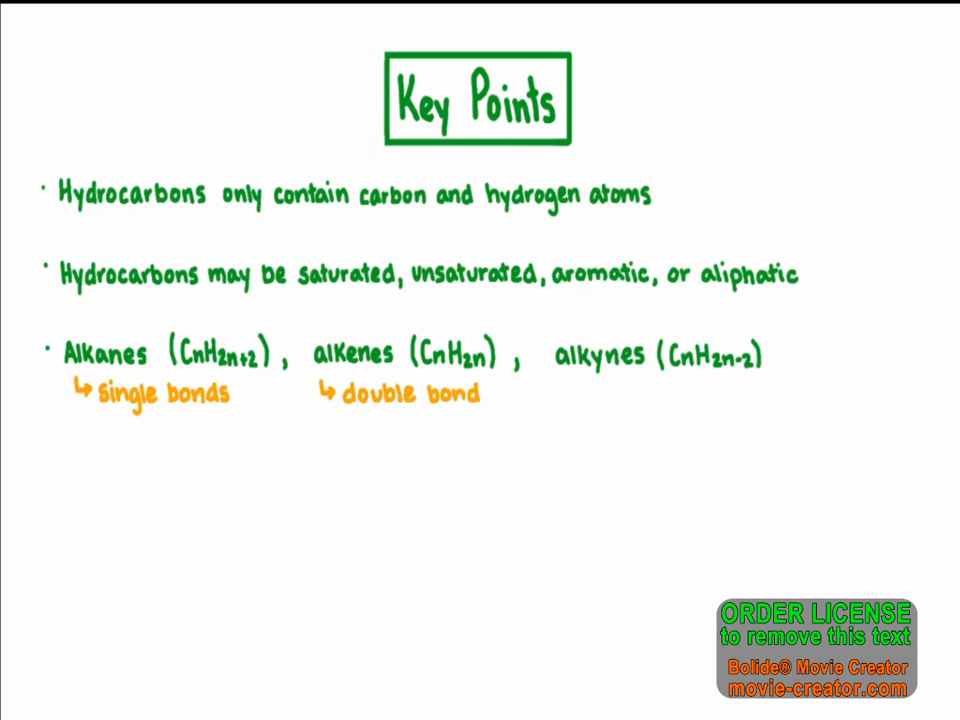 Key Points
· Hydrocarbons only contain carbon and hydrogen atoms
· Hydrocarbons may be saturated, unsaturated, aromatic, or aliphatic
· Alkanes (CnH2n+2), alkenes (CnH2n), alkynes (CnH2n-2)
↳ single bonds ↳ double bond
ORDER LICENSE
to remove this text
Bolide® Movie Creator
movie-creator.com